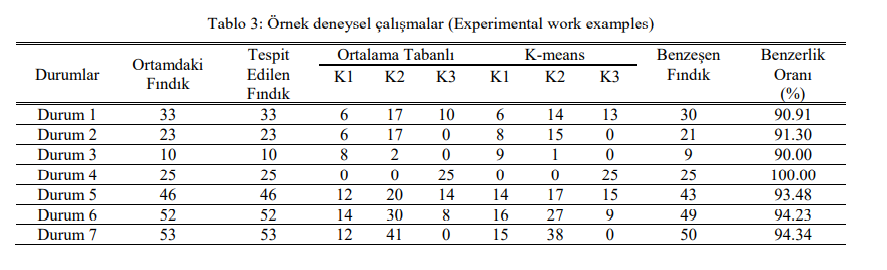 Tablo 3: Örnek deneysel çalışmalar (Experimental work examples)
Durumlar Ortamdaki Fındık Tespit Edilen Fındık Ortalama Tabanlı K-means Benzeşen Fındık Benzerlik Oranı (%)
K1 K2 K3 K1 K2 K3
Durum 1 33 33 6 17 10 6 14 13 30 90.91
Durum 2 23 23 6 17 0 8 15 0 21 91.30
Durum 3 10 10 8 2 0 9 1 0 9 90.00
Durum 4 25 25 0 0 25 0 0 25 25 100.00
Durum 5 46 46 12 20 14 14 17 15 43 93.48
Durum 6 52 52 14 30 8 16 27 9 49 94.23
Durum 7 53 53 12 41 0 15 38 0 50 94.34